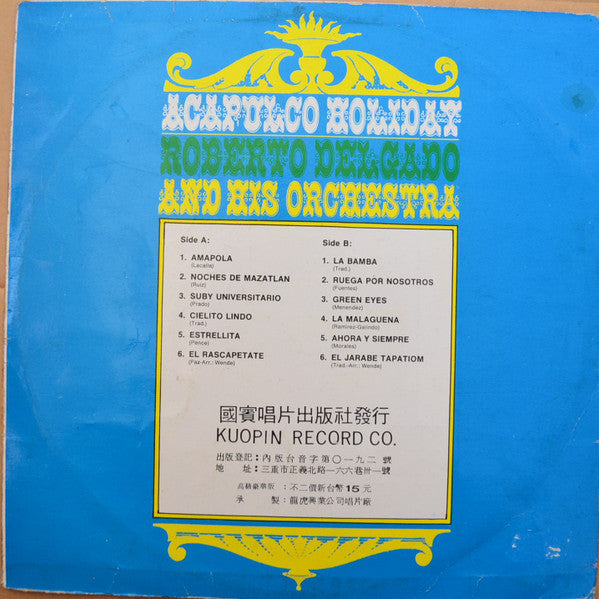 ACAPULCO HOLIDAY
ROBERTO DELGADO
AND HIS ORCHESTRA
Side A:
1. AMAPOLA
(Lacalle)
2. NOCHES DE MAZATLAN
(Ruiz)
3. SUBY UNIVERSITARIO
(Prado)
4. CIELITO LINDO
(Trad.)
5. ESTRELLITA
(Pence)
6. EL RASCAPETATE
(Paz-Arr.: Wende)
Side B:
1. LA BAMBA
(Trad.)
2. RUEGA POR NOSOTROS
(Fuentes)
3. GREEN EYES
(Menendez)
4. LA MALAGUENA
(Ramirez-Galindo)
5. AHORA Y SIEMPRE
(Morales)
6. EL JARABE TAPATIOM
(Trad.-Arr.: Wende)
國賓唱片出版社發行
KUOPIN RECORD CO.
出版登記：內版台音字第〇一九二號
地　址：三重市正義北路一六六巷卅一號
高級豪華版：不二價新台幣15元
承　製：龍虎興業公司唱片廠